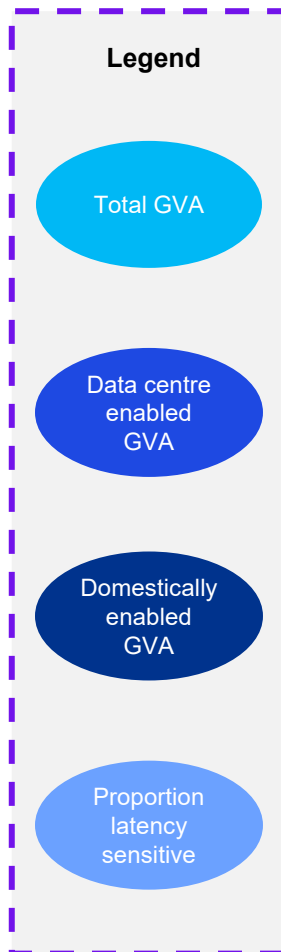 Legend
Total GVA
Data centre
enabled
GVA
Domestically
enabled
GVA
Proportion
latency
sensitive